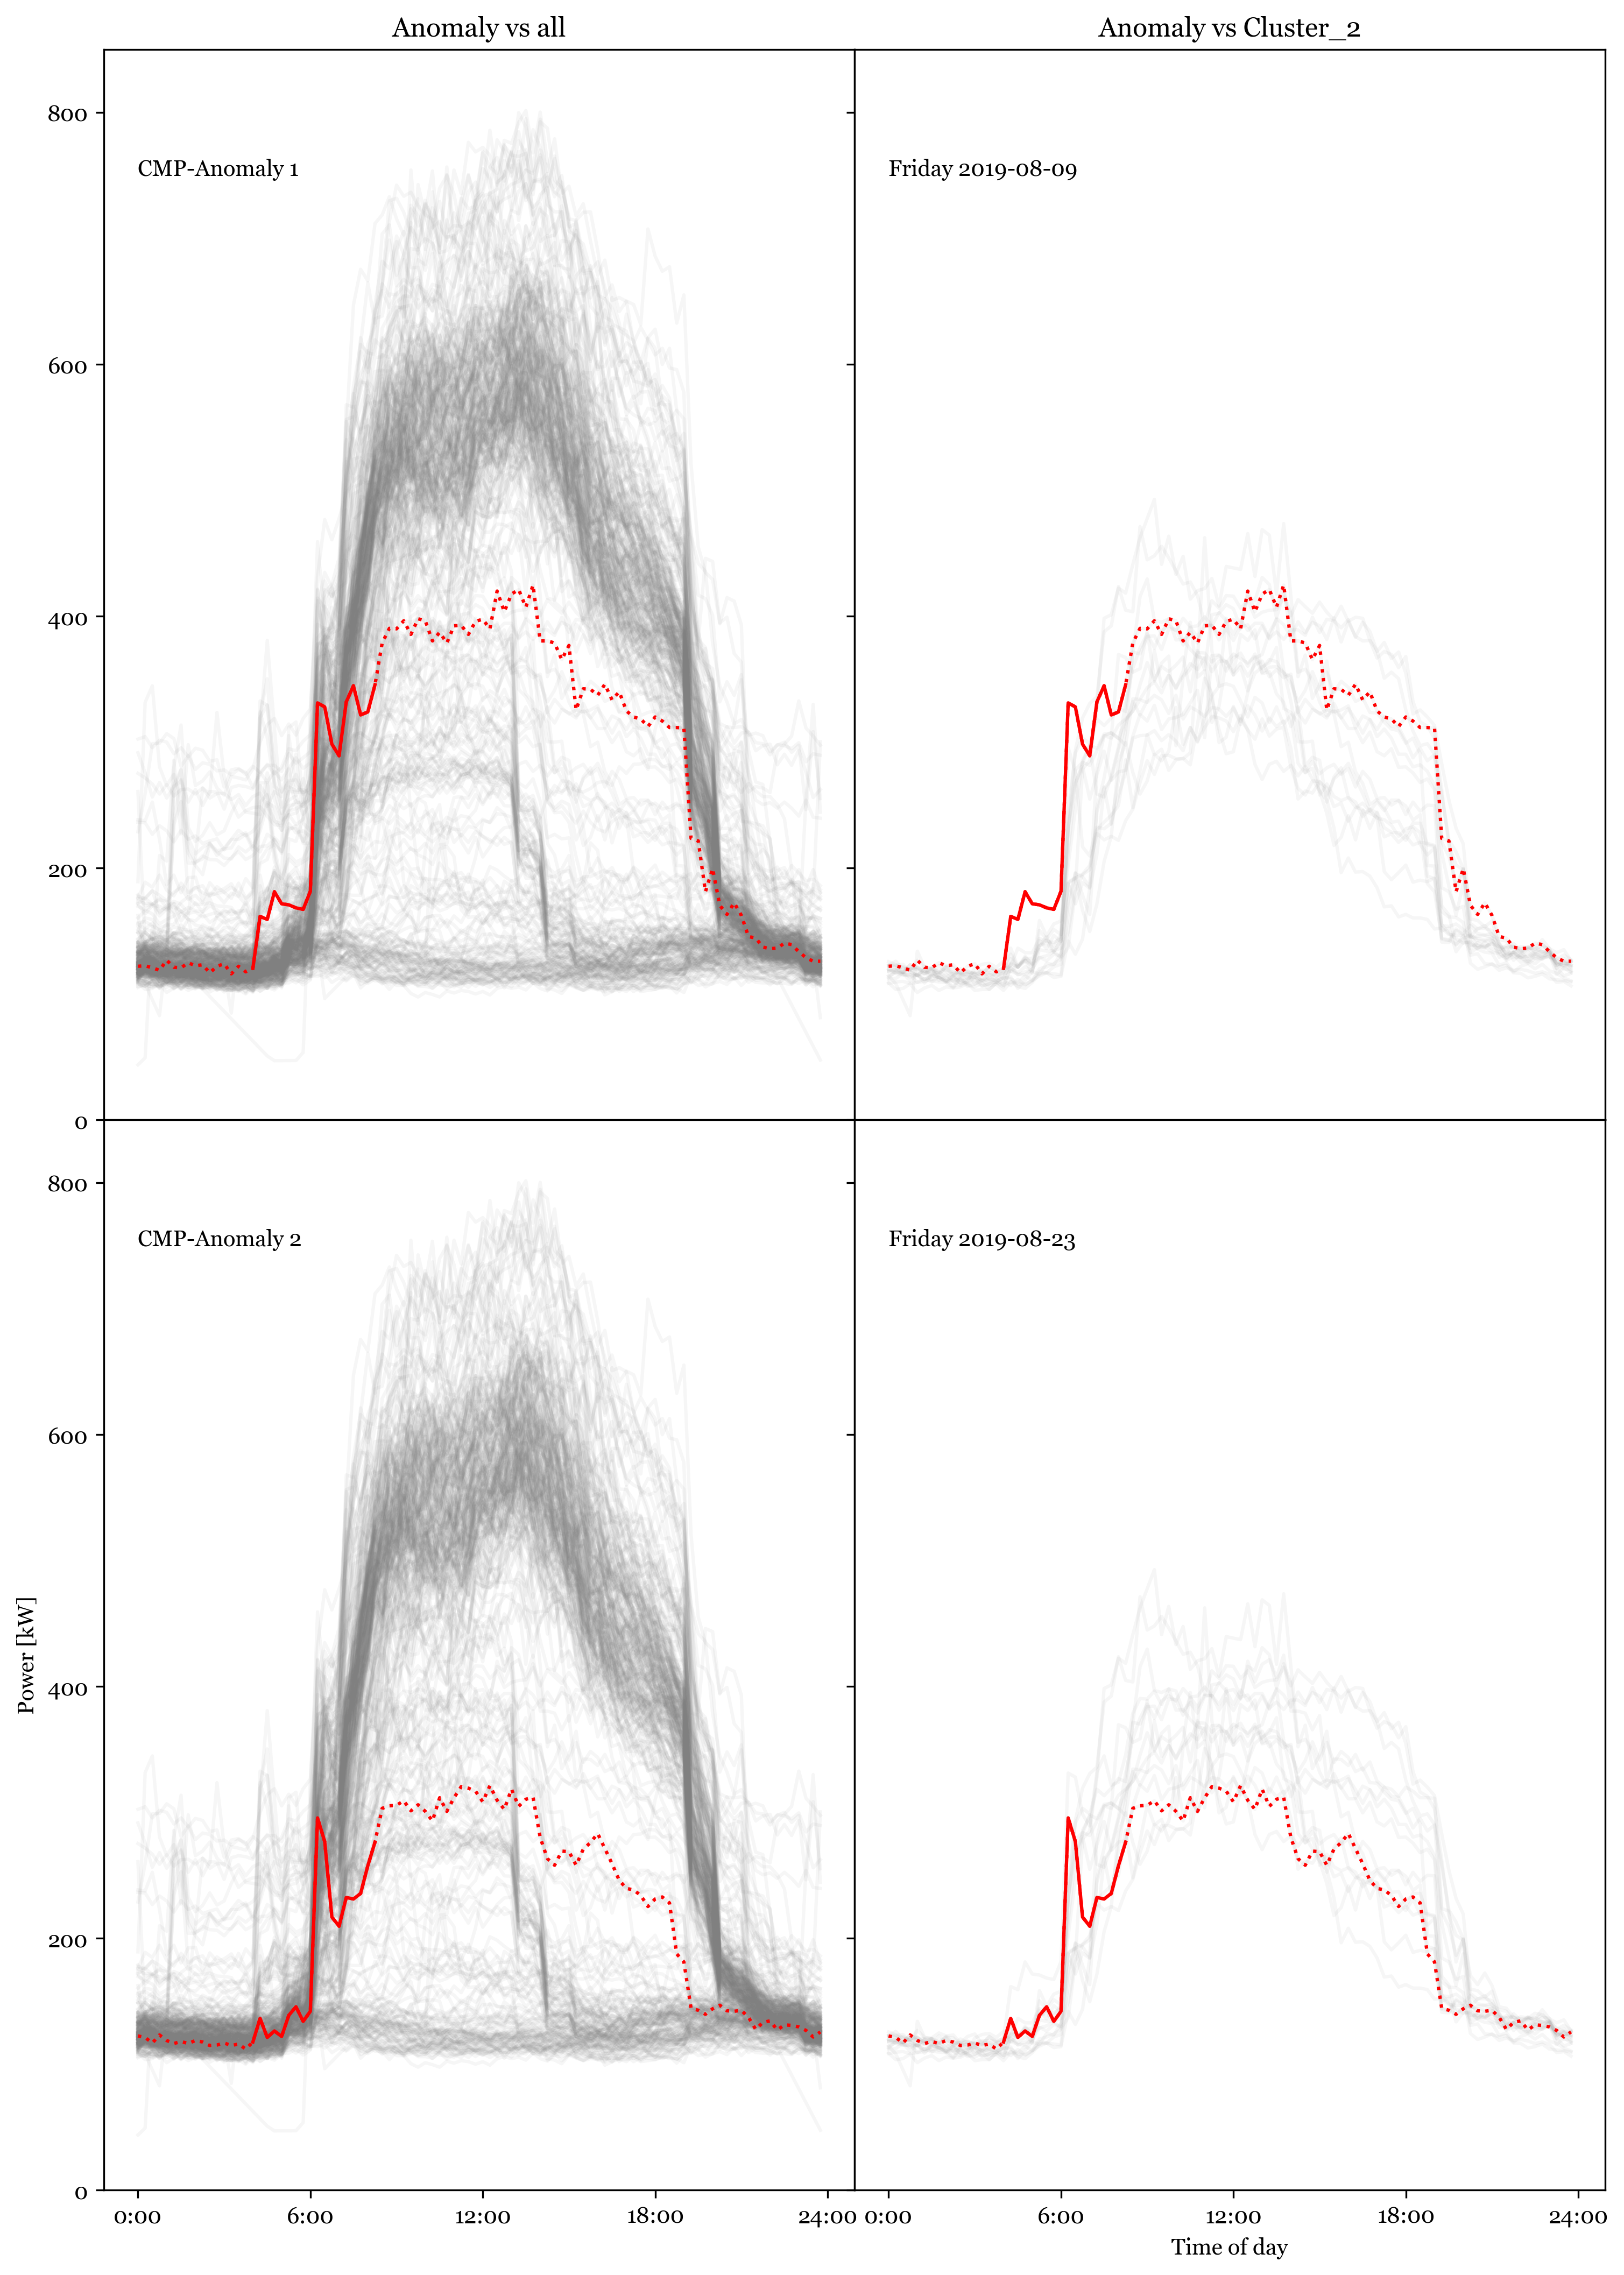 Anomaly vs all
Anomaly vs Cluster_2
800
CMP-Anomaly 1
Friday 2019-08-09
600
400
200
0
800
CMP-Anomaly 2
Friday 2019-08-23
600
Power [kW]
400
200
0
0:00 6:00 12:00 18:00 24:00 0:00 6:00 12:00 18:00 24:00
Time of day